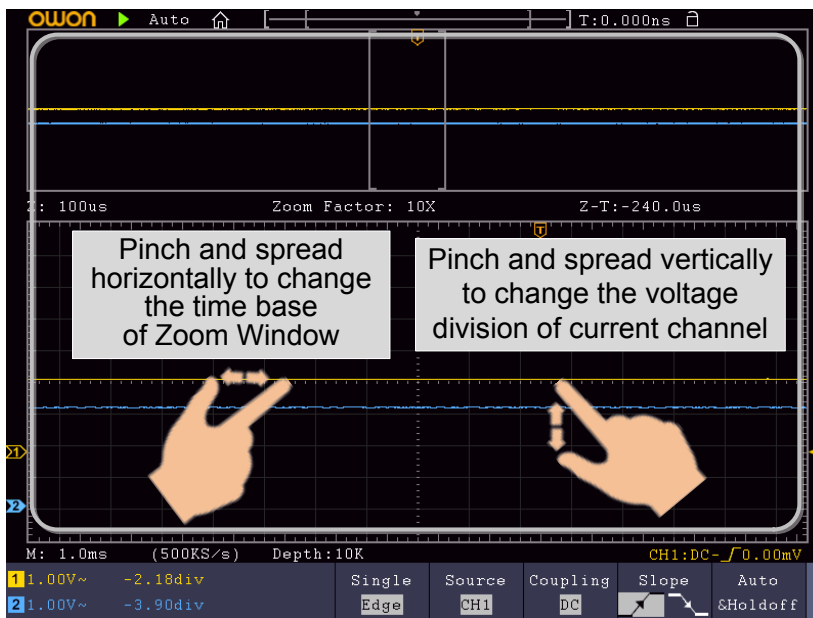 owon Auto T:0.000ns
T
Z: 100us Zoom Factor: 10X Z-T:-240.0us
T
Pinch and spread
horizontally to change
the time base
of Zoom Window
Pinch and spread vertically
to change the voltage
division of current channel
1
2
M: 1.0ms (500KS/s) Depth:10K CH1:DC- 0.00mV
1 1.00V~ -2.18div Single Source Coupling Slope Auto
2 1.00V~ -3.90div Edge CH1 DC &Holdoff